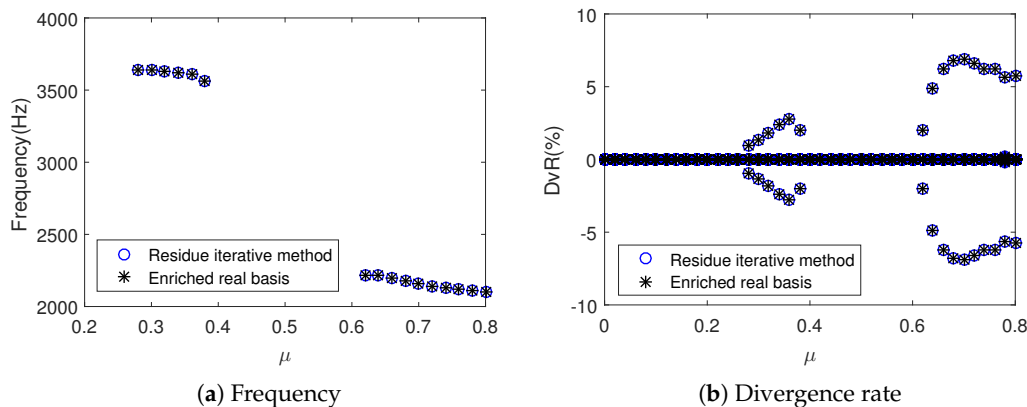 4000
3500
3000
2500
2000
Frequency(Hz)
Residue iterative method
Enriched real basis
0.2 0.3 0.4 0.5 0.6 0.7 0.8
μ
(a) Frequency
10
5
0
-5
-10
DvR(%)
Residue iterative method
Enriched real basis
0 0.2 0.4 0.6 0.8
μ
(b) Divergence rate